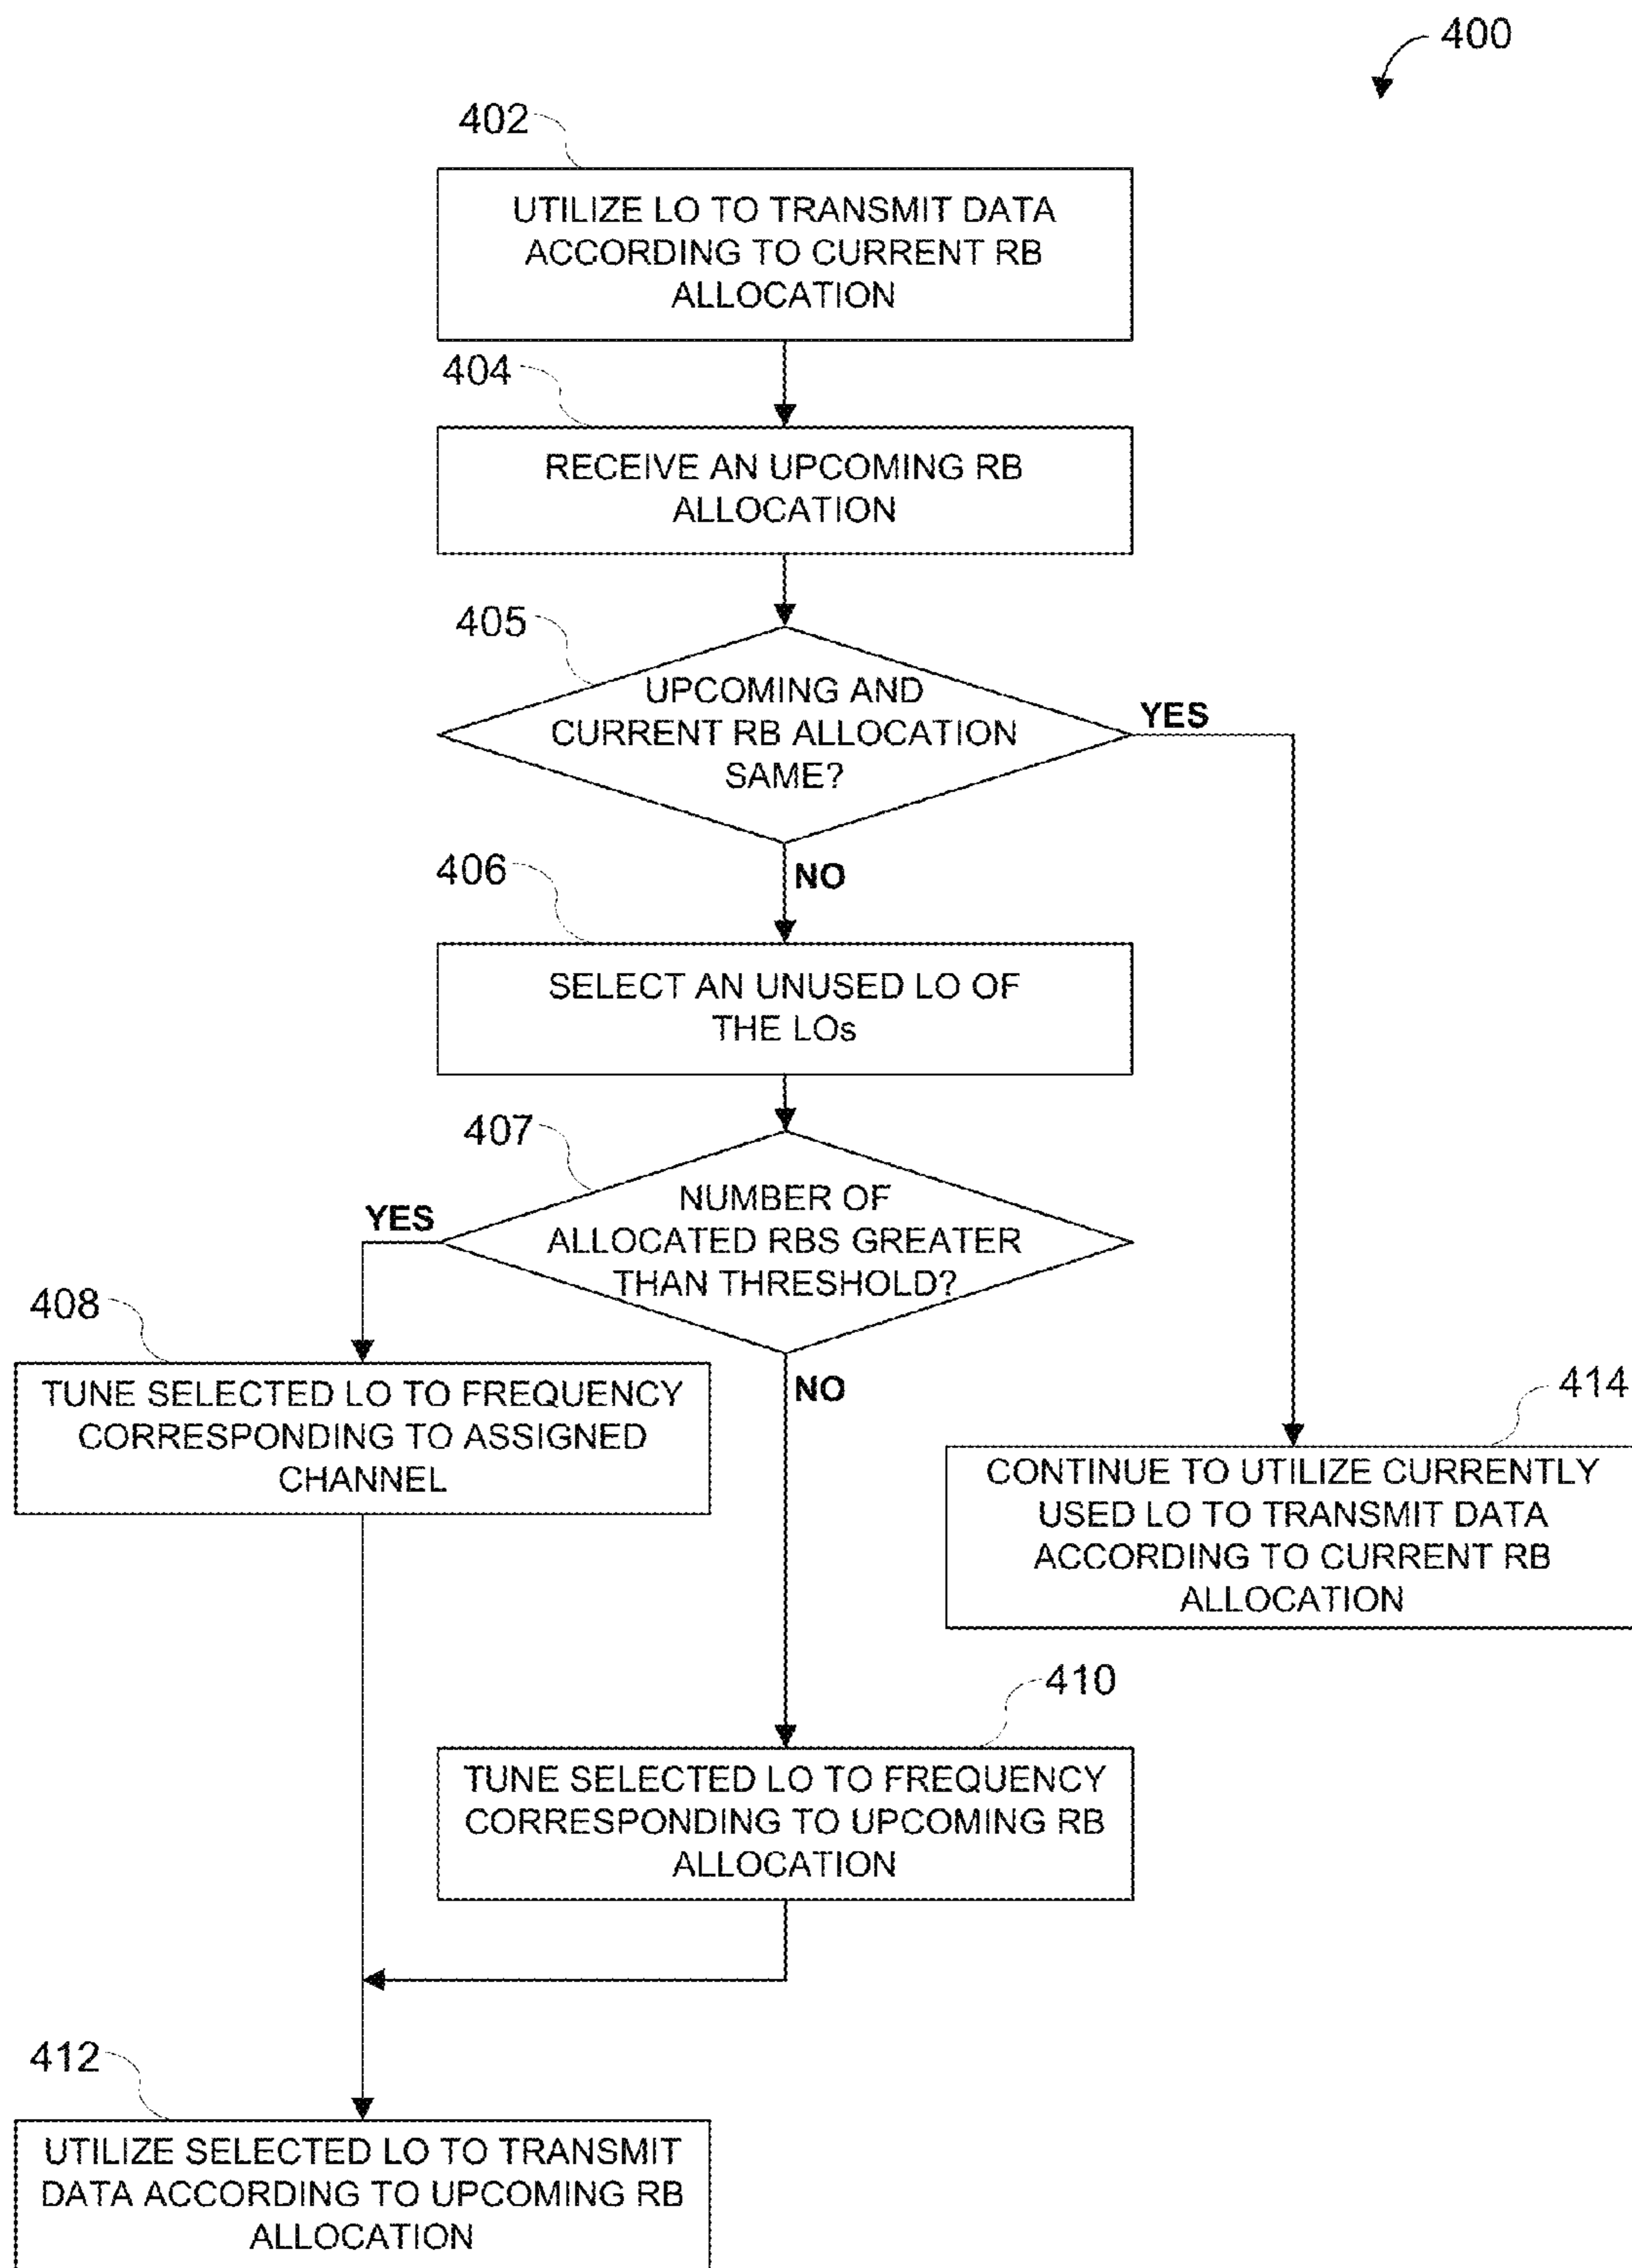 400
402
UTILIZE LO TO TRANSMIT DATA
ACCORDING TO CURRENT RB
ALLOCATION
404
RECEIVE AN UPCOMING RB
ALLOCATION
405
UPCOMING AND
CURRENT RB ALLOCATION
SAME?
YES
NO
406
SELECT AN UNUSED LO OF
THE LOs
407
NUMBER OF
ALLOCATED RBS GREATER
THAN THRESHOLD?
YES
NO
408
TUNE SELECTED LO TO FREQUENCY
CORRESPONDING TO ASSIGNED
CHANNEL
414
CONTINUE TO UTILIZE CURRENTLY
USED LO TO TRANSMIT DATA
ACCORDING TO CURRENT RB
ALLOCATION
410
TUNE SELECTED LO TO FREQUENCY
CORRESPONDING TO UPCOMING RB
ALLOCATION
412
UTILIZE SELECTED LO TO TRANSMIT
DATA ACCORDING TO UPCOMING RB
ALLOCATION